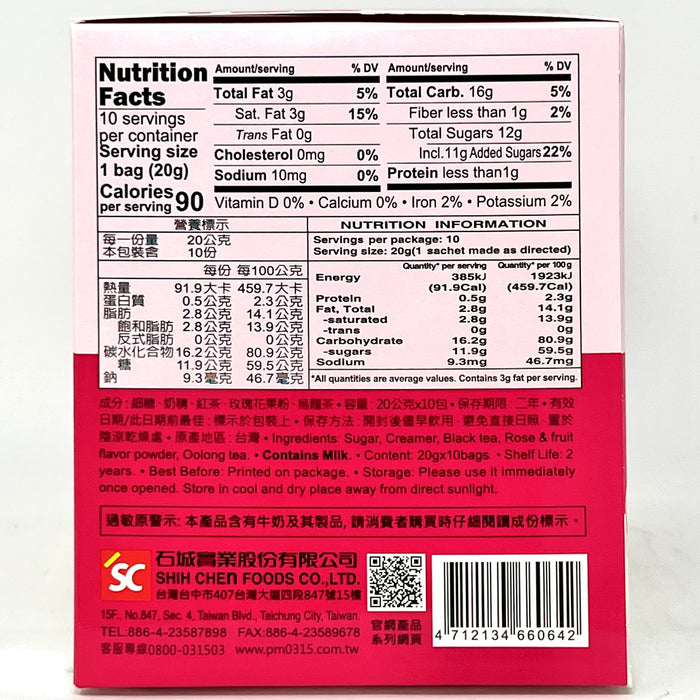 Nutrition Facts
10 servings per container
Serving size
1 bag (20g)
Calories per serving 90
Amount/serving % DV
Total Fat 3g 5%
Sat. Fat 3g 15%
Trans Fat 0g
Cholesterol 0mg 0%
Sodium 10mg 0%
Amount/serving % DV
Total Carb. 16g 5%
Fiber less than 1g 2%
Total Sugars 12g
Incl.11g Added Sugars 22%
Protein less than1g
Vitamin D 0% • Calcium 0% • Iron 2% • Potassium 2%
營養標示
每一份量 20公克
本包裝含 10份
每份 每100公克
熱量 91.9大卡 459.7大卡
蛋白質 0.5公克 2.3公克
脂肪 2.8公克 14.1公克
飽和脂肪 2.8公克 13.9公克
反式脂肪 0公克 0公克
碳水化合物 16.2公克 80.9公克
糖 11.9公克 59.5公克
鈉 9.3毫克 46.7毫克
NUTRITION INFORMATION
Servings per package: 10
Serving size: 20g(1 sachet made as directed)
Quantity* per serving Quantity* per 100g
Energy 385kJ 1923kJ
(91.9Cal) (459.7Cal)
Protein 0.5g 2.3g
Fat, Total 2.8g 14.1g
-saturated 2.8g 13.9g
-trans 0g 0g
Carbohydrate 16.2g 80.9g
-sugars 11.9g 59.5g
Sodium 9.3mg 46.7mg
*All quantities are average values. Contains 3g fat per serving.
成分: 細糖、奶精、紅茶、玫瑰花果粉、烏龍茶 • 容量: 20公克x10包 • 保存期限: 二年 • 有效
日期/此日期前最佳: 標示於包裝上 • 保存方法: 開封後儘早飲用，避免直接日照，置於
陰涼乾燥處 • 原產地區: 台灣 • Ingredients: Sugar, Creamer, Black tea, Rose & fruit
flavor powder, Oolong tea. • Contains Milk. • Content: 20gx10bags. • Shelf Life: 2
years. • Best Before: Printed on package. • Storage: Please use it immediately
once opened. Store in cool and dry place away from direct sunlight.
過敏原警示: 本產品含有牛奶及其製品, 請消費者購買時仔細閱讀成份標示。
SC
石城實業股份有限公司
SHIH CHEN FOODS CO.,LTD.
台灣台中市407台灣大道四段847號15樓
15F., No.847, Sec. 4, Taiwan Blvd., Taichung City, Taiwan.
TEL:886-4-23587898 FAX:886-4-23589678
客服專線0800-031503 www.pm0315.com.tw
官網產品
系列網頁
4 712134 660642